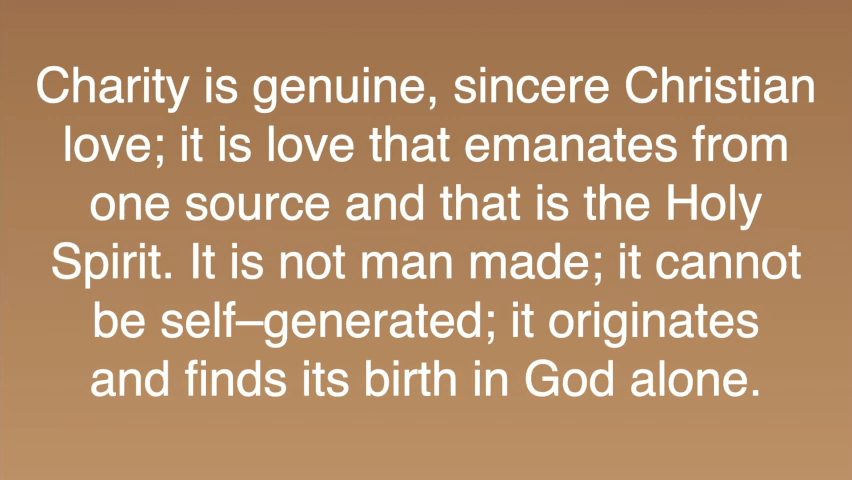 Charity is genuine, sincere Christian
love; it is love that emanates from
one source and that is the Holy
Spirit. It is not man made; it cannot
be self–generated; it originates
and finds its birth in God alone.